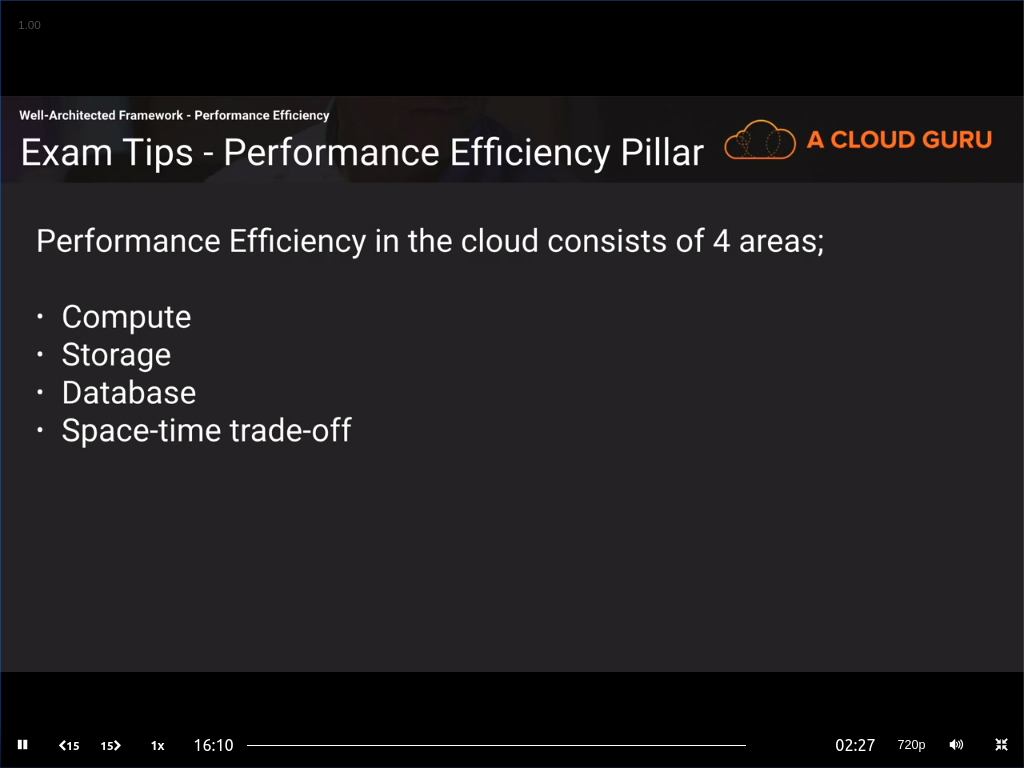 1.00
Well-Architected Framework - Performance Efficiency
Exam Tips - Performance Efficiency Pillar
A CLOUD GURU
Performance Efficiency in the cloud consists of 4 areas;
· Compute
· Storage
· Database
· Space-time trade-off
15 15 1x 16:10 02:27 720p